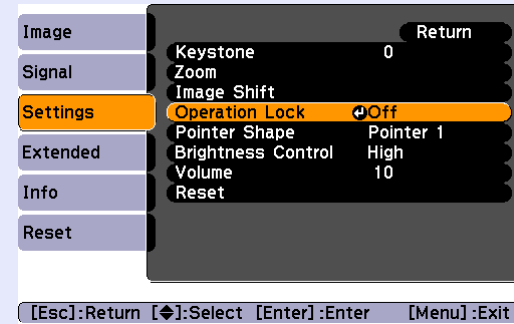 Image
Signal
Settings
Extended
Info
Reset
Return
Keystone 0
Zoom
Image Shift
Operation Lock Off
Pointer Shape Pointer 1
Brightness Control High
Volume 10
Reset
[Esc]:Return [◆]:Select [Enter]:Enter [Menu]:Exit